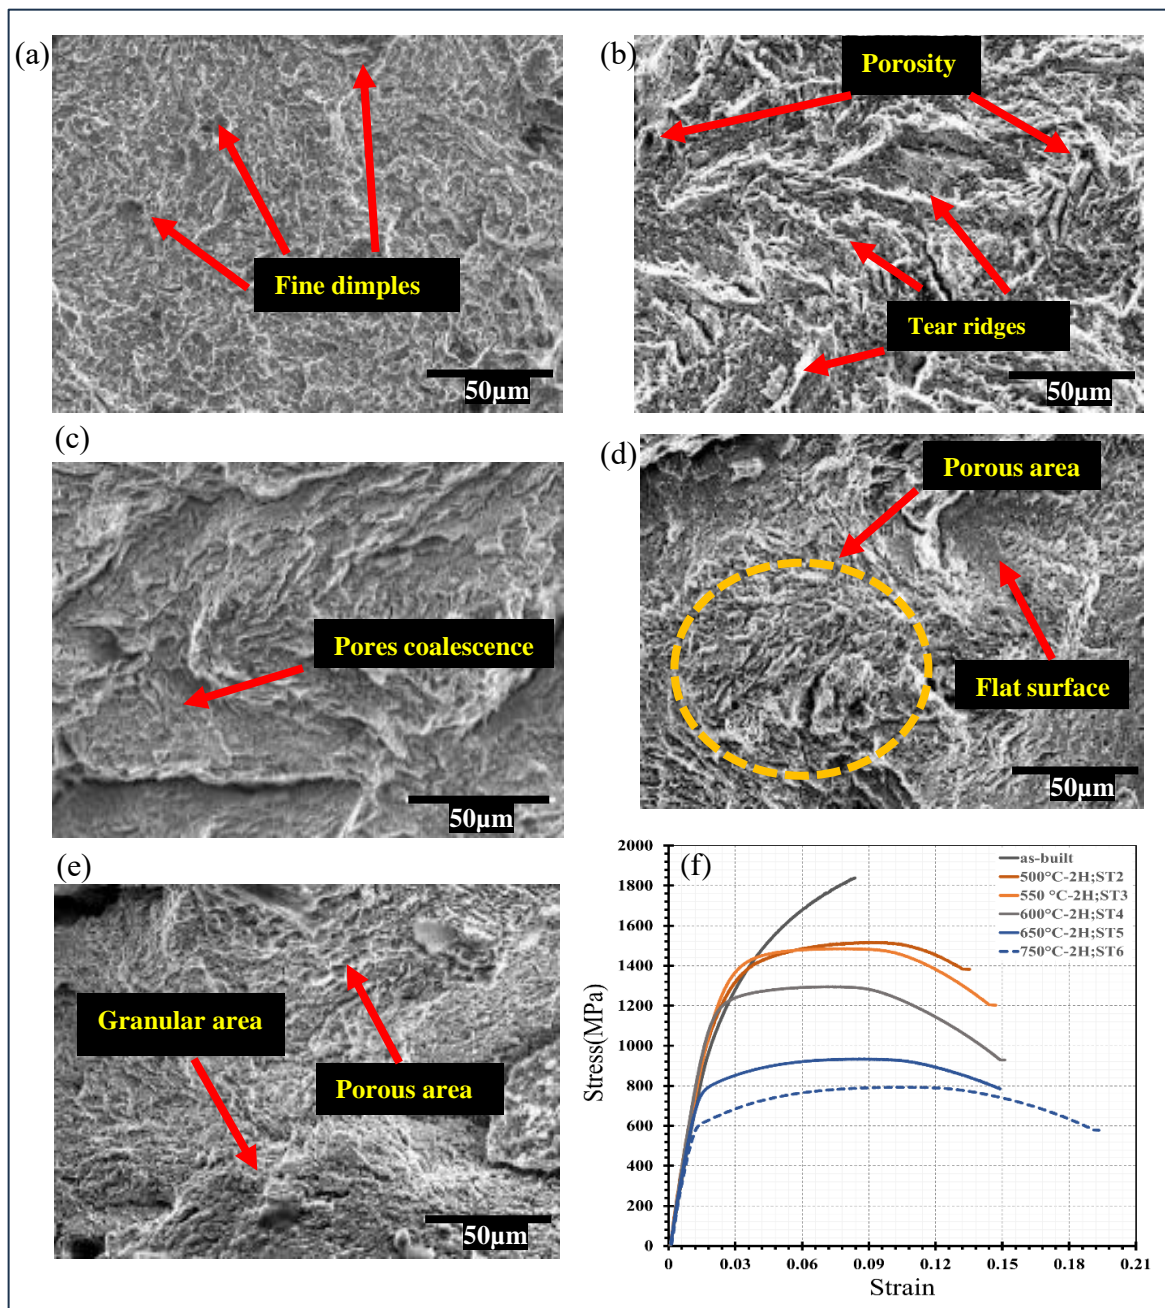 (a)
Fine dimples
50µm
(b)
Porosity
Tear ridges
50µm
(c)
Pores coalescence
50µm
(d)
Porous area
Flat surface
50µm
(e)
Granular area
Porous area
50µm
(f)
2000
1800
1600
1400
1200
1000
800
600
400
200
0
Stress(MPa)
as-built
500°C-2H;ST2
550 °C-2H;ST3
600°C-2H;ST4
650°C-2H;ST5
750°C-2H;ST6
0 0.03 0.06 0.09 0.12 0.15 0.18 0.21
Strain